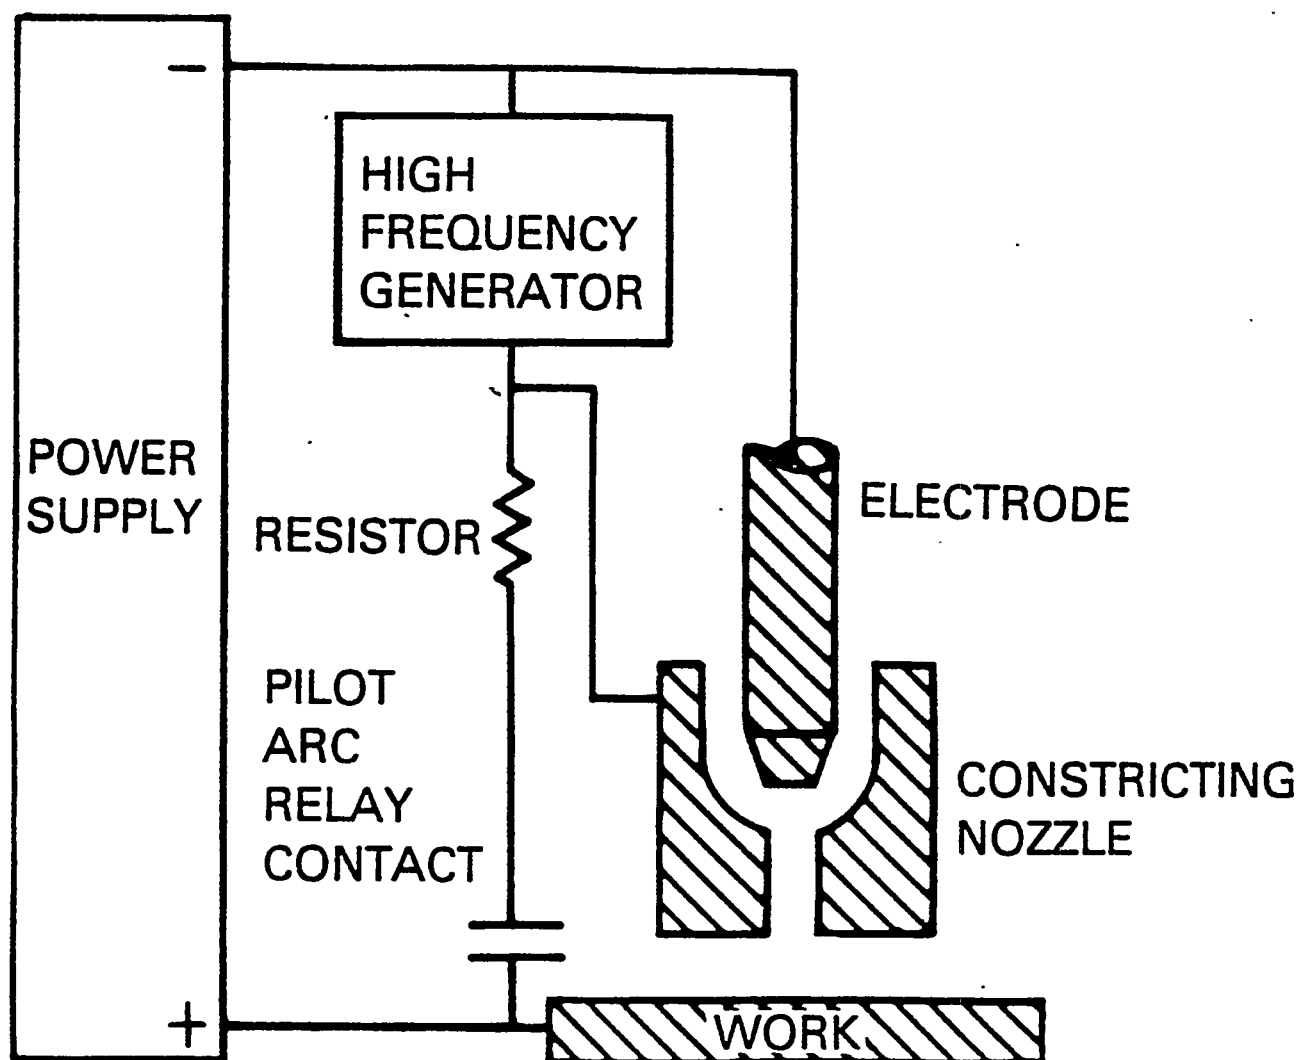 −
HIGH
FREQUENCY
GENERATOR
POWER
SUPPLY
RESISTOR
ELECTRODE
PILOT
ARC
RELAY
CONTACT
CONSTRICTING
NOZZLE
+
WORK